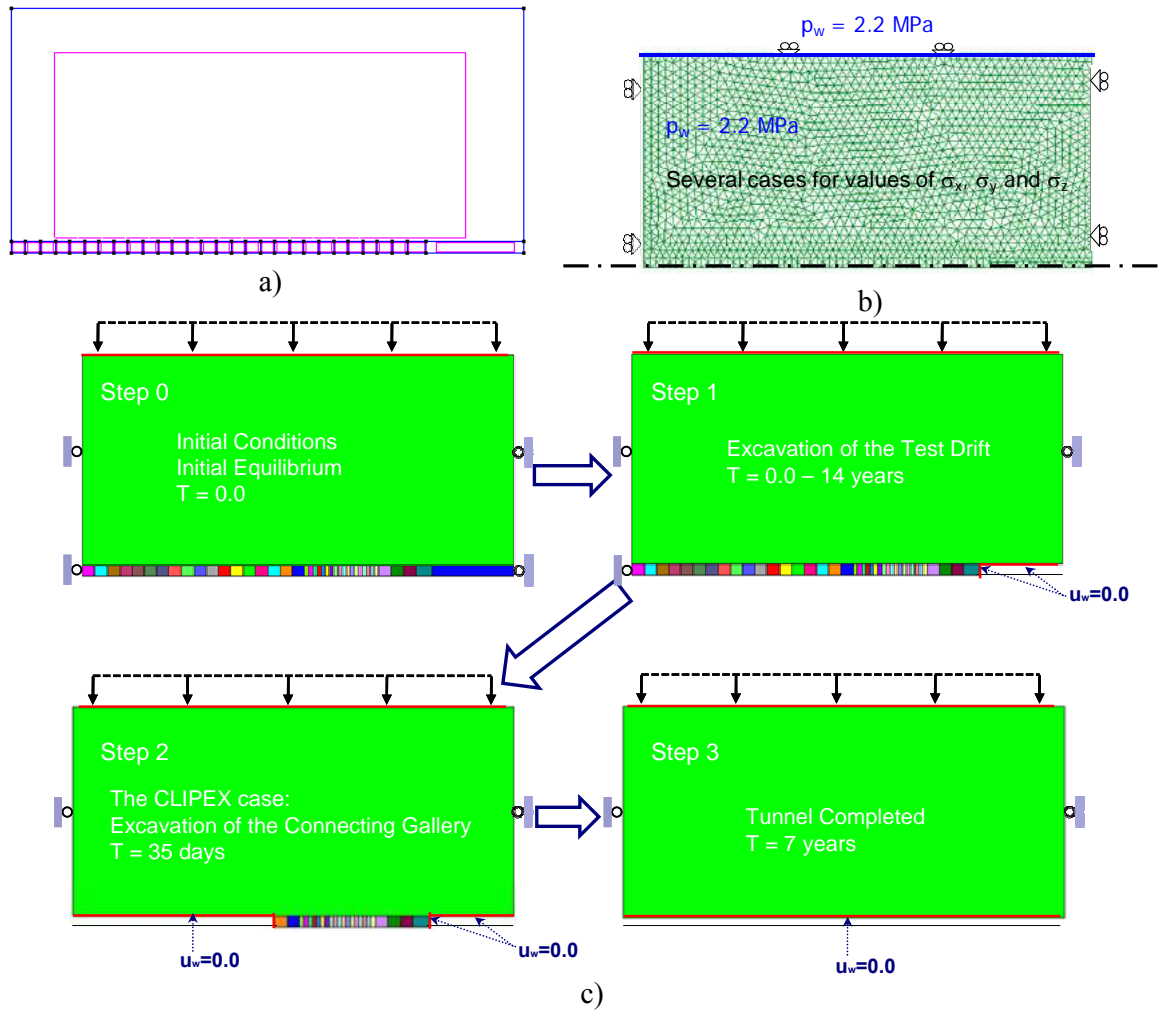 p_w = 2.2 MPa
p_w = 2.2 MPa
Several cases for values of σ_x, σ_y and σ_z
a)
b)
Step 0
Initial Conditions
Initial Equilibrium
T = 0.0
Step 1
Excavation of the Test Drift
T = 0.0 – 14 years
u_w=0.0
Step 2
The CLIPEX case:
Excavation of the Connecting Gallery
T = 35 days
u_w=0.0
u_w=0.0
Step 3
Tunnel Completed
T = 7 years
u_w=0.0
c)